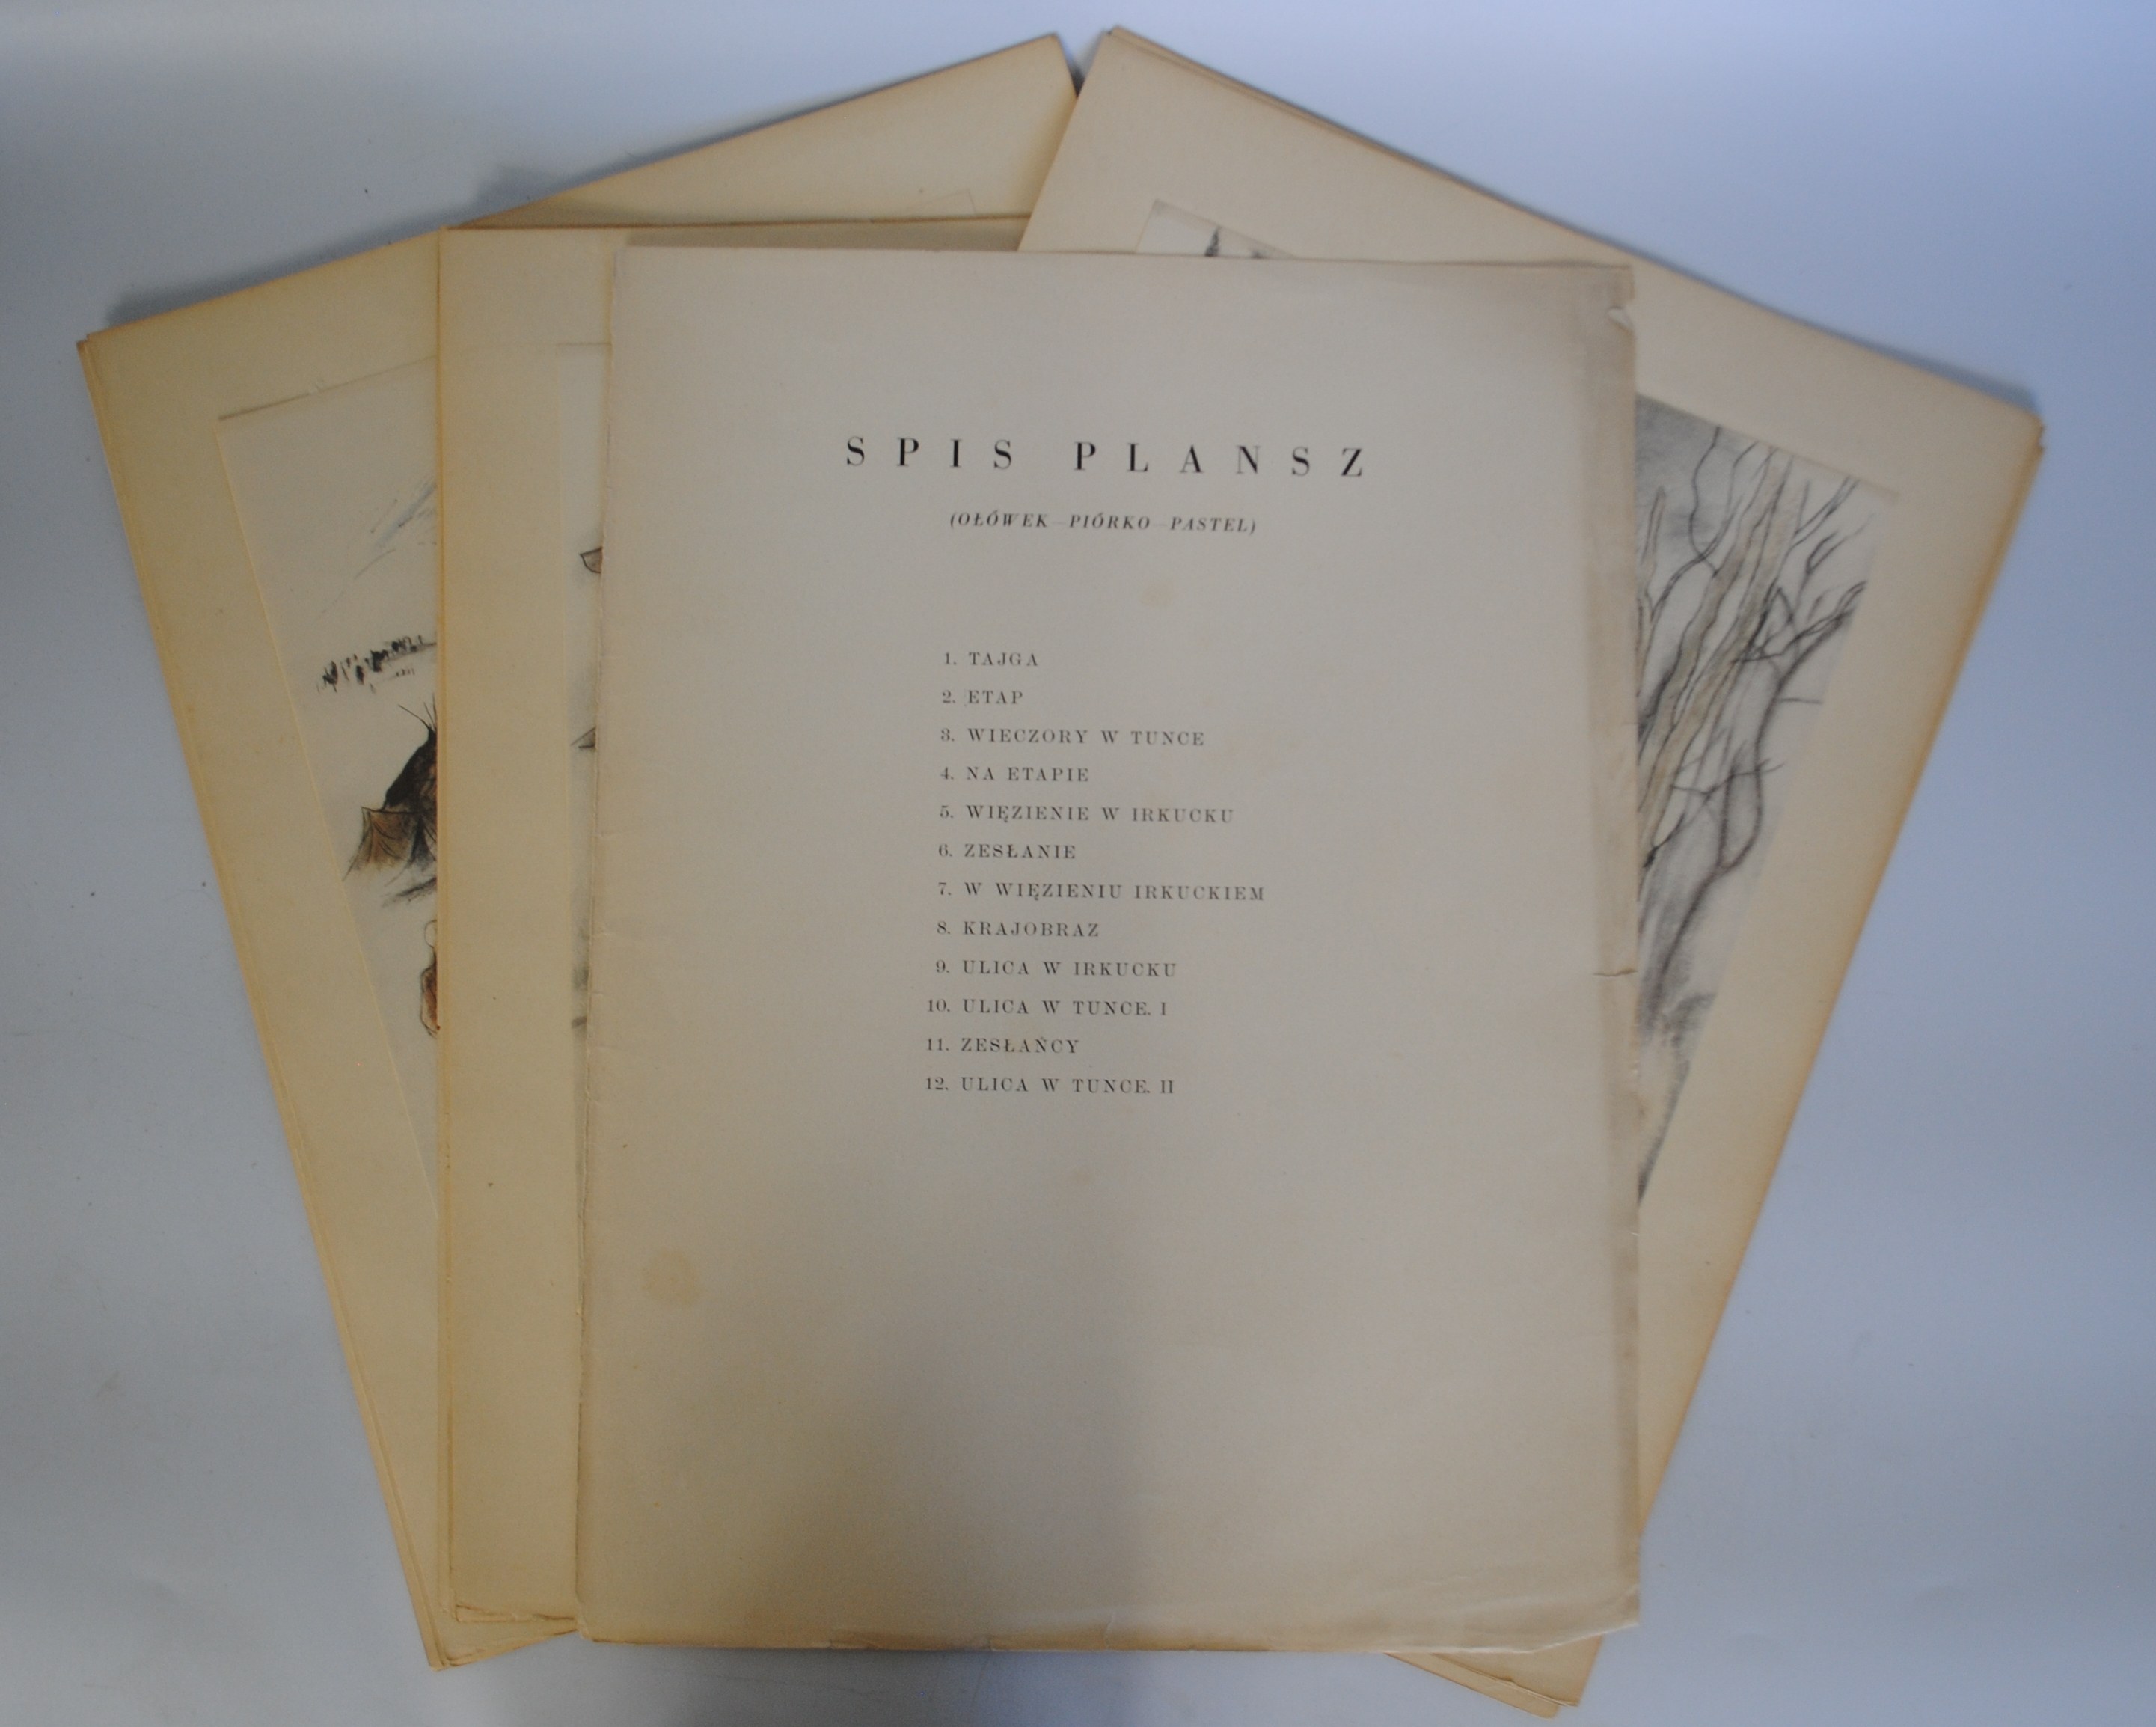 SPIS PLANSZ
(OŁÓWEK—PIÓRKO—PASTEL)
1. TAJGA
2. ETAP
3. WIECZORY W TUNCE
4. NA ETAPIE
5. WIĘZIENIE W IRKUCKU
6. ZESŁANIE
7. W WIĘZIENIU IRKUCKIEM
8. KRAJOBRAZ
9. ULICA W IRKUCKU
10. ULICA W TUNCE. I
11. ZESŁAŃCY
12. ULICA W TUNCE. II